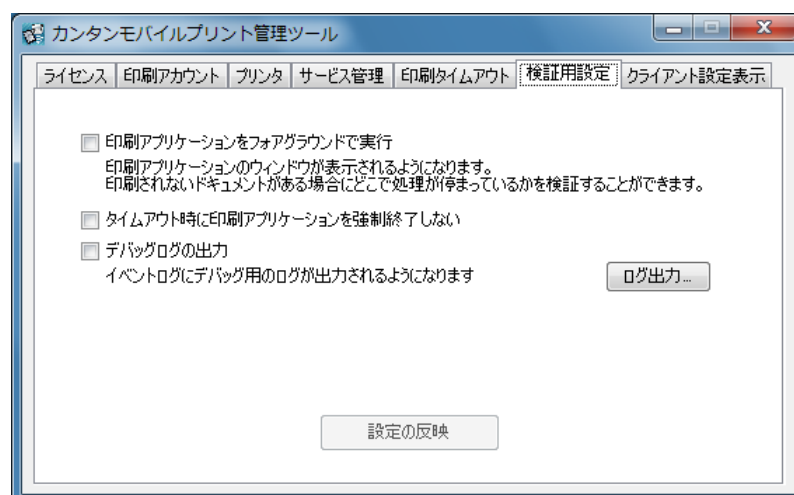 カンタンモバイルプリント管理ツール
ライセンス 印刷アカウント プリンタ サービス管理 印刷タイムアウト 検証用設定 クライアント設定表示
印刷アプリケーションをフォアグラウンドで実行
印刷アプリケーションのウィンドウが表示されるようになります。
印刷されないドキュメントがある場合にどこで処理が停まっているかを検証することができます。
タイムアウト時に印刷アプリケーションを強制終了しない
デバッグログの出力
イベントログにデバッグ用のログが出力されるようになります ログ出力...
設定の反映